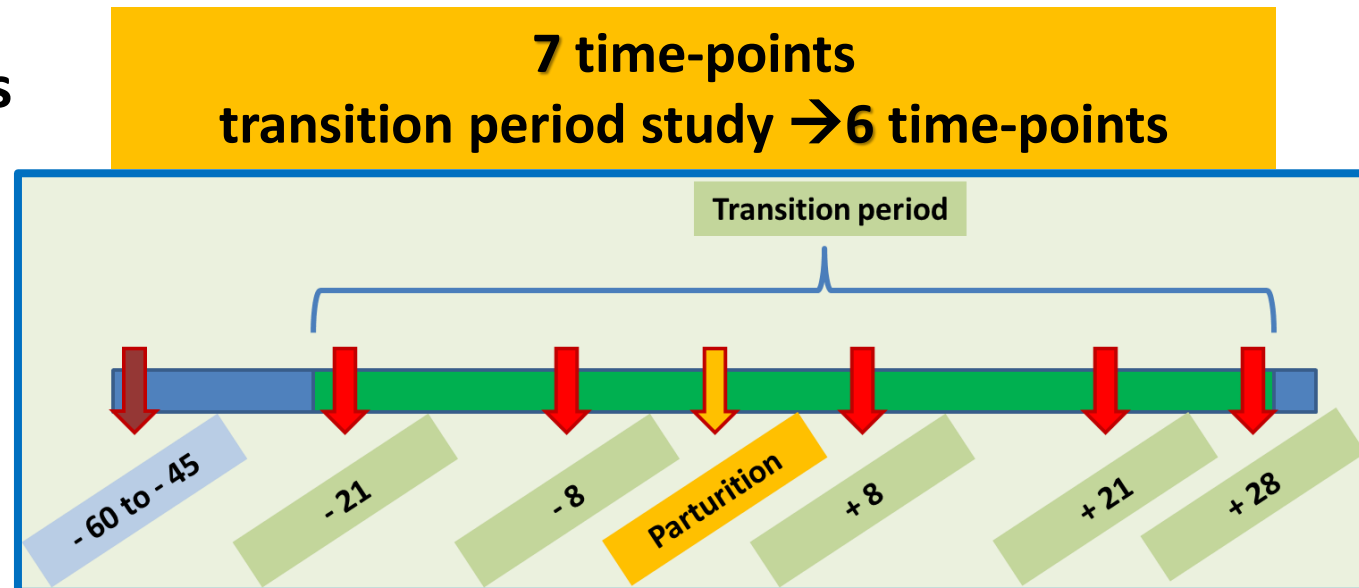 s
7 time-points
transition period study →6 time-points
Transition period
- 60 to - 45
- 21
- 8
Parturition
+ 8
+ 21
+ 28